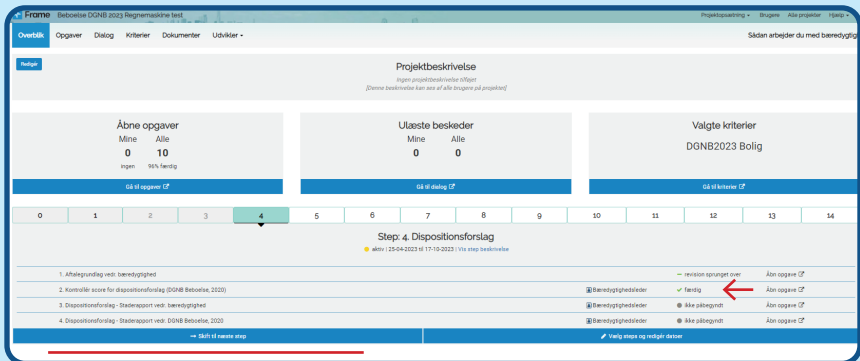 Frame Beboelse DGNB 2023 Regnemaskine test Projektopsætning Brugere Alle projekter Hjælp
Overblik Opgaver Dialog Kriterier Dokumenter Udvikler Sådan arbejder du med bæredygtigh
Redigér
Projektbeskrivelse
Ingen projektbeskrivelse tilføjet
[Denne beskrivelse kan ses af alle brugere på projektet]
Åbne opgaver Ulæste beskeder Valgte kriterier
Mine Alle Mine Alle DGNB2023 Bolig
0 10 0 0
ingen 96% færdig
Gå til opgaver Gå til dialog Gå til kriterier
0 1 2 3 4 5 6 7 8 9 10 11 12 13 14
Step: 4. Dispositionsforslag
aktiv | 25-04-2023 til 17-10-2023 | Vis step beskrivelse
1. Aftalegrundlag vedr. bæredygtighed revision sprunget over Åbn opgave
2. Kontrollér score for dispositionsforslag (DGNB Beboelse, 2020) Bæredygtighedsleder færdig Åbn opgave
3. Dispositionsforslag - Staderapport vedr. bæredygtighed Bæredygtighedsleder ikke påbegyndt Åbn opgave
4. Dispositionsforslag - Staderapport vedr. DGNB Beboelse, 2020 Bæredygtighedsleder ikke påbegyndt Åbn opgave
→ Skift til næste step Vælg steps og redigér datoer